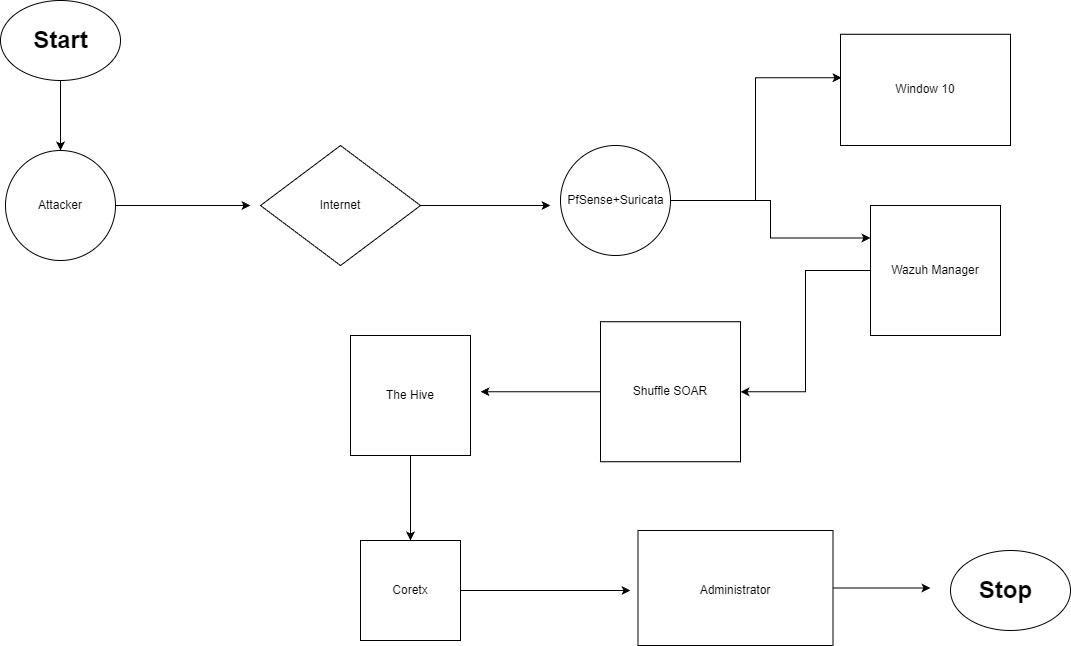 Start
Window 10
Attacker
Internet
PfSense+Suricata
Wazuh Manager
The Hive
Shuffle SOAR
Coretx
Administrator
Stop